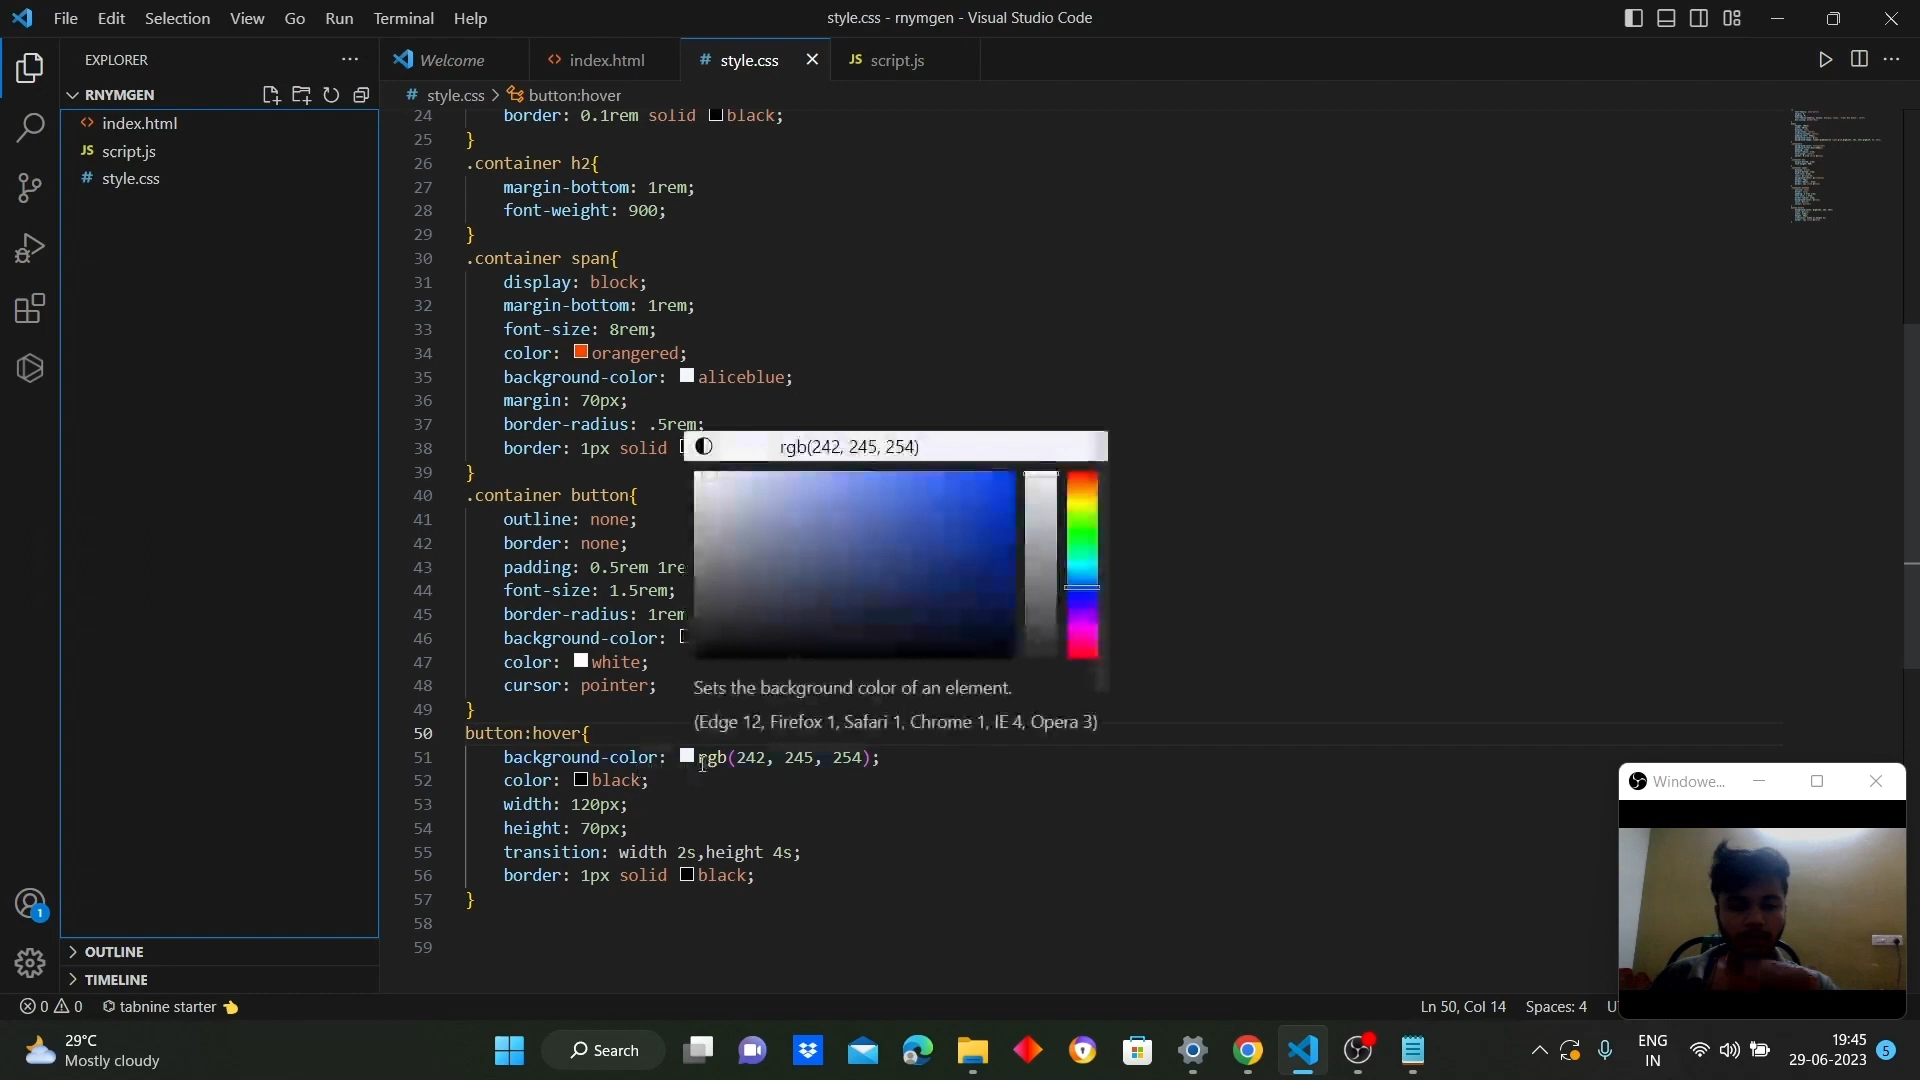 File Edit Selection View Go Run Terminal Help
style.css - rnymgen - Visual Studio Code
EXPLORER
Welcome
index.html
# style.css
JS script.js
RNYMGEN
# style.css > button:hover
index.html
JS script.js
# style.css
24 border: 0.1rem solid black;
25 }
26 .container h2{
27 margin-bottom: 1rem;
28 font-weight: 900;
29 }
30 .container span{
31 display: block;
32 margin-bottom: 1rem;
33 font-size: 8rem;
34 color: orangered;
35 background-color: aliceblue;
36 margin: 70px;
37 border-radius: .5rem;
38 border: 1px solid
rgb(242, 245, 254)
39 }
40 .container button{
41 outline: none;
42 border: none;
43 padding: 0.5rem 1re
44 font-size: 1.5rem;
45 border-radius: 1rem
46 background-color:
47 color: white;
48 cursor: pointer;
Sets the background color of an element.
(Edge 12, Firefox 1, Safari 1, Chrome 1, IE 4, Opera 3)
49 }
50 button:hover{
51 background-color: rgb(242, 245, 254);
52 color: black;
53 width: 120px;
54 height: 70px;
55 transition: width 2s,height 4s;
56 border: 1px solid black;
57 }
58
59
Windowe...
1
OUTLINE
TIMELINE
0 0 tabnine starter
Ln 50, Col 14 Spaces: 4
29°C
Mostly cloudy
Search
ENG
IN
19:45
29-06-2023
5